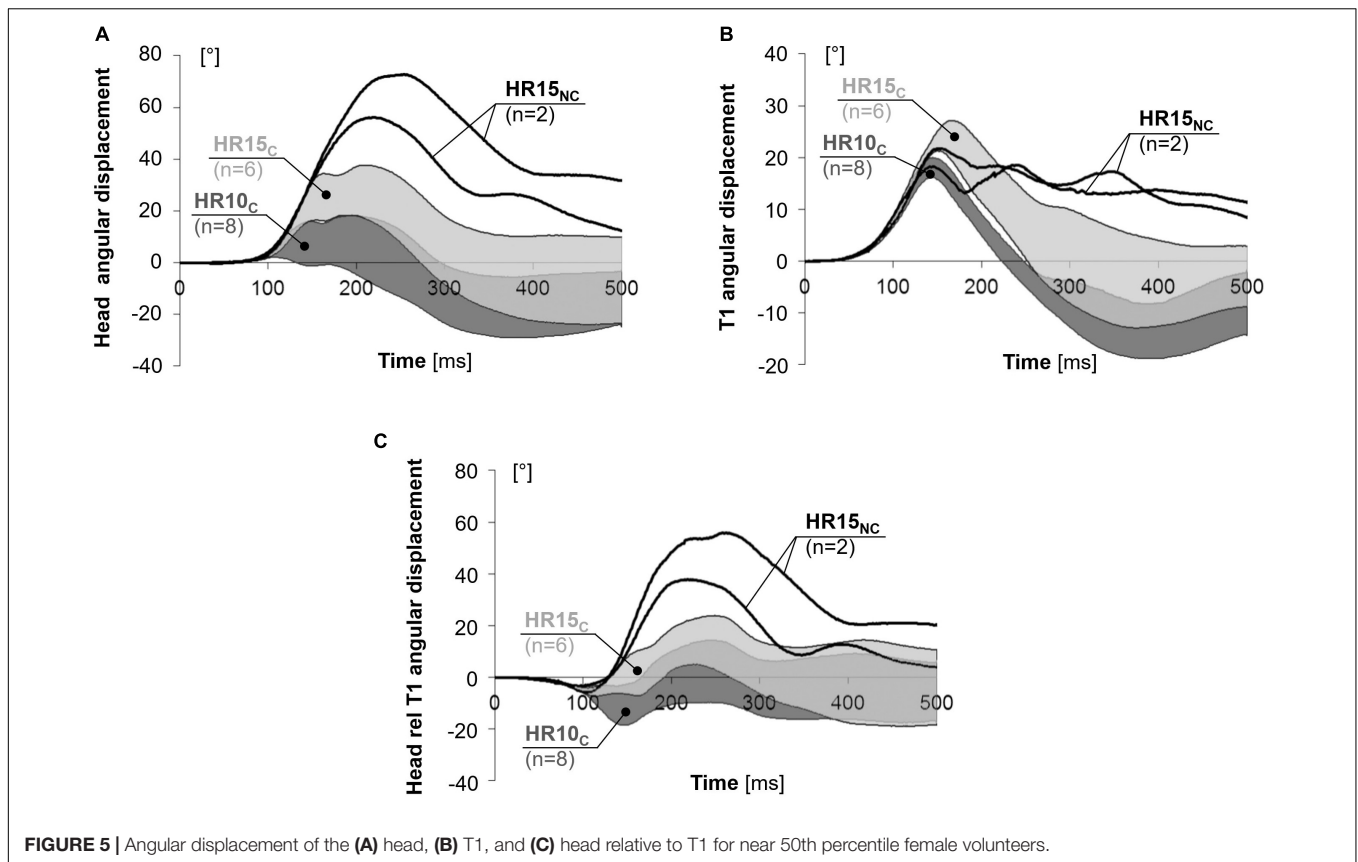 A
[°]
Head angular displacement
80
60
40
20
0
-20
-40
0 100 200 300 400 500
Time [ms]
HR15NC
(n=2)
HR15C
(n=6)
HR10C
(n=8)
B
[°]
T1 angular displacement
40
30
20
10
0
-10
-20
0 100 200 300 400 500
Time [ms]
HR15C
(n=6)
HR10C
(n=8)
HR15NC
(n=2)
C
[°]
Head rel T1 angular displacement
80
60
40
20
0
-20
-40
0 100 200 300 400 500
Time [ms]
HR15NC
(n=2)
HR15C
(n=6)
HR10C
(n=8)
FIGURE 5 | Angular displacement of the (A) head, (B) T1, and (C) head relative to T1 for near 50th percentile female volunteers.